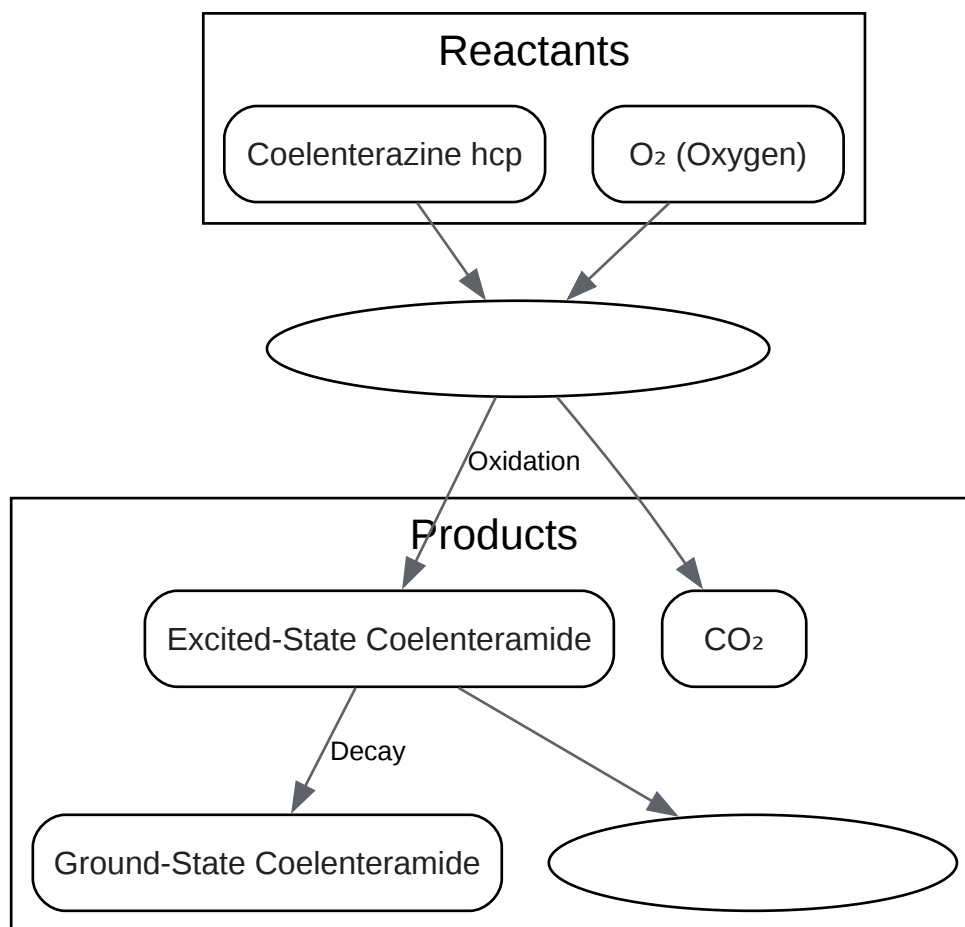 Reactants
Coelenterazine hcp
O₂ (Oxygen)
Oxidation
Products
Excited-State Coelenteramide
CO₂
Decay
Ground-State Coelenteramide